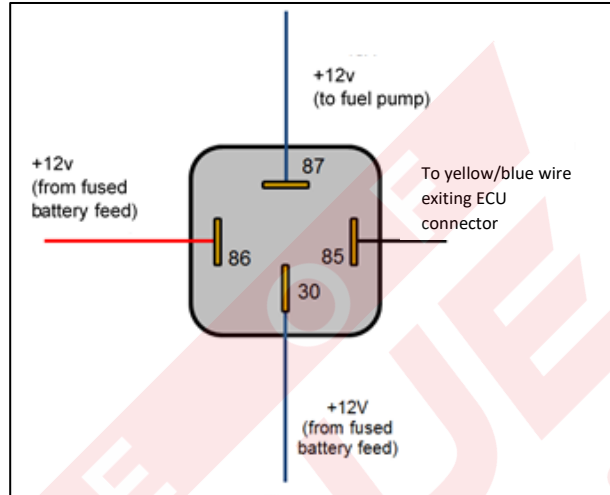 +12v
(to fuel pump)
87
+12v
(from fused
battery feed)
To yellow/blue wire
exiting ECU
connector
86
85
30
+12V
(from fused
battery feed)